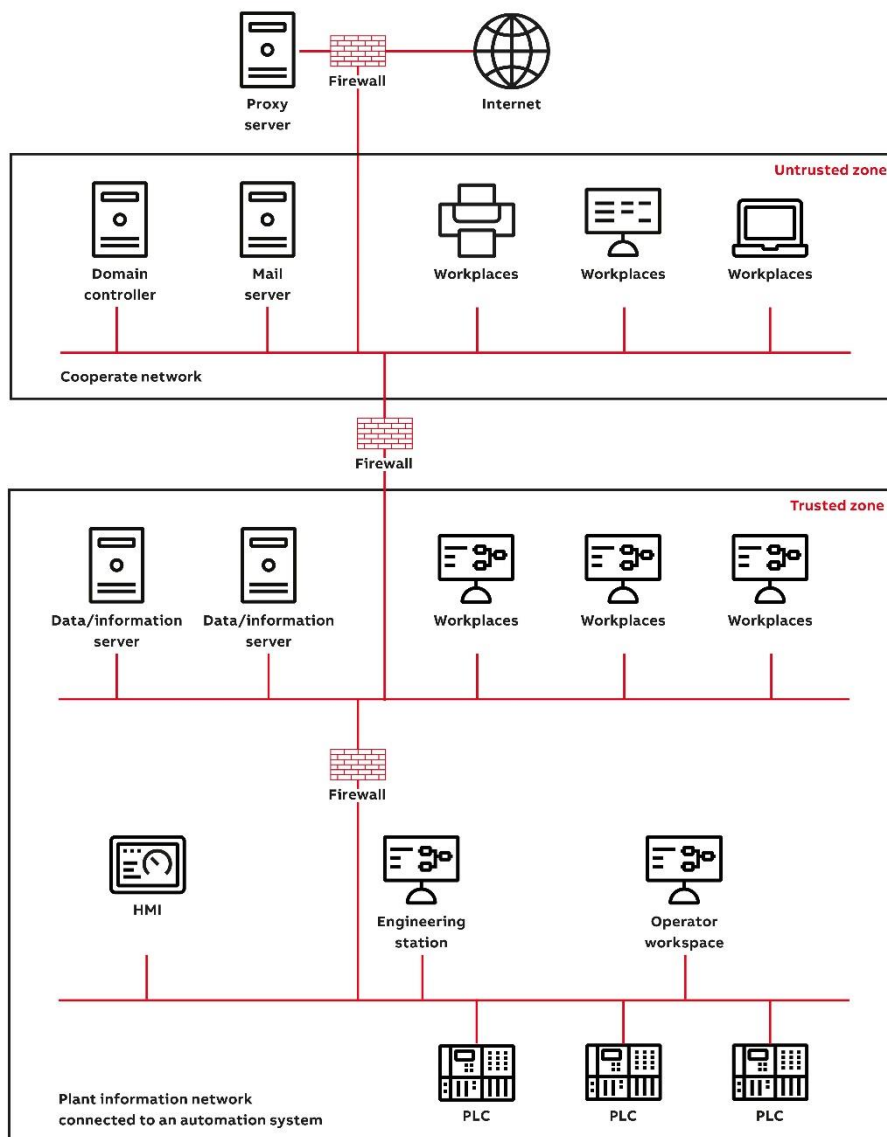 Firewall
Internet
Proxy
server
Untrusted zone
Domain
controller
Mail
server
Workplaces
Workplaces
Workplaces
Cooperate network
Firewall
Trusted zone
Data/information
server
Data/information
server
Workplaces
Workplaces
Workplaces
Firewall
HMI
Engineering
station
Operator
workspace
PLC
PLC
PLC
Plant information network
connected to an automation system